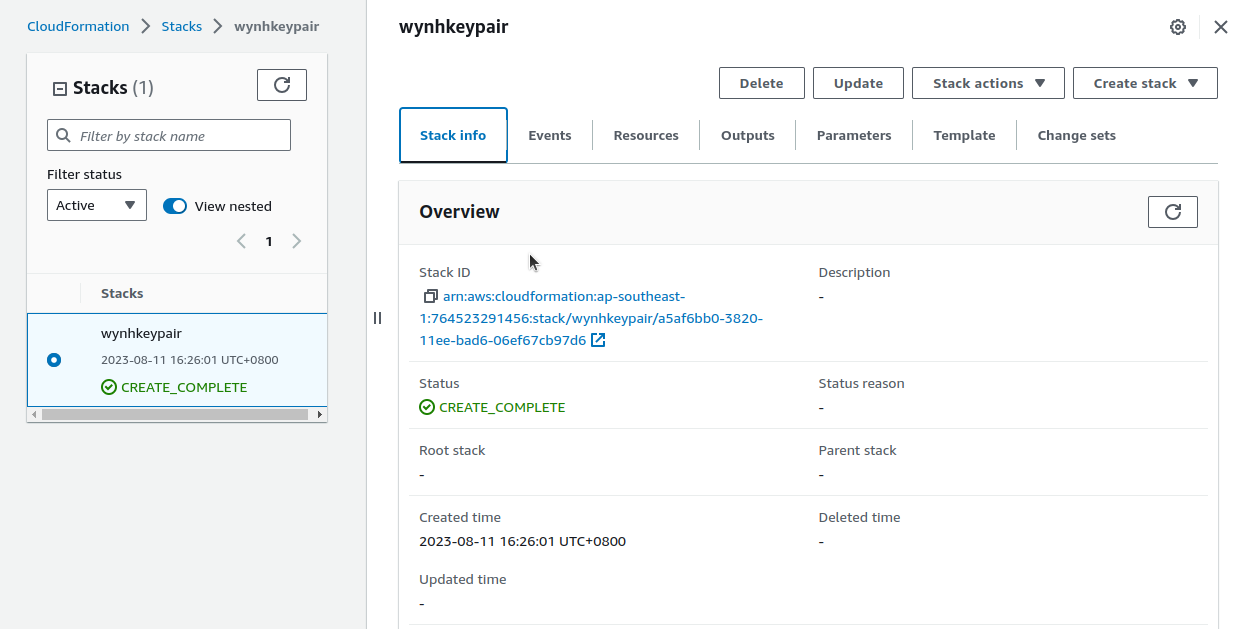 CloudFormation > Stacks > wynhkeypair
Stacks (1)
Filter by stack name
Filter status
Active
View nested
1
Stacks
wynhkeypair
2023-08-11 16:26:01 UTC+0800
CREATE_COMPLETE
wynhkeypair
Delete
Update
Stack actions
Create stack
Stack info
Events
Resources
Outputs
Parameters
Template
Change sets
Overview
Stack ID
arn:aws:cloudformation:ap-southeast-
1:764523291456:stack/wynhkeypair/a5af6bb0-3820-
11ee-bad6-06ef67cb97d6
Description
-
Status
CREATE_COMPLETE
Status reason
-
Root stack
-
Parent stack
-
Created time
2023-08-11 16:26:01 UTC+0800
Deleted time
-
Updated time
-